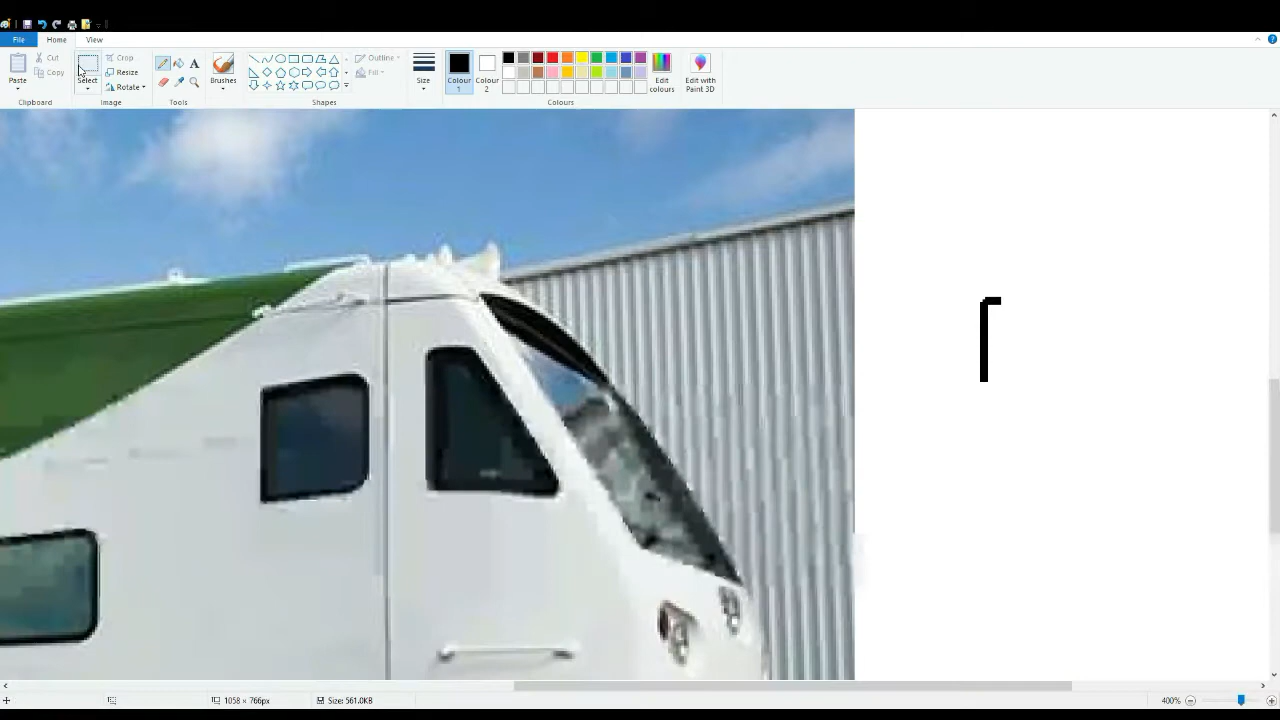 File Home View
Paste Cut Copy Clipboard
Select Crop Resize Rotate Image
A Tools
Brushes
Outline Fill Shapes
Size
Colour 1
Colour 2
Edit colours
Edit with Paint 3D
Colours
1058 × 766px Size: 561.0KB 400%